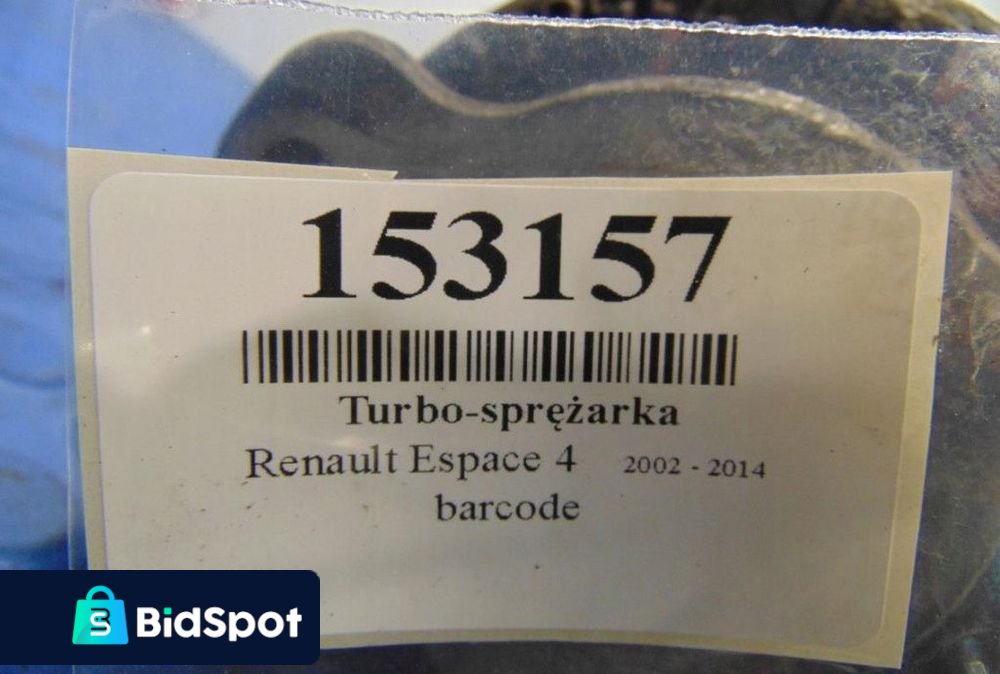 153157
Turbo-sprężarka
Renault Espace 4 2002 - 2014
barcode
BidSpot